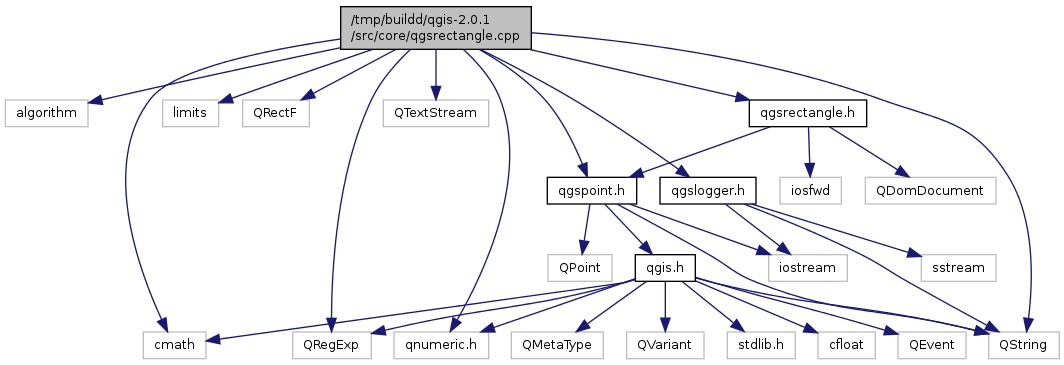 /tmp/buildd/qgis-2.0.1
/src/core/qgsrectangle.cpp
algorithm
limits
QRectF
QTextStream
qgsrectangle.h
qgspoint.h
qgslogger.h
iosfwd
QDomDocument
QPoint
qgis.h
iostream
sstream
cmath
QRegExp
qnumeric.h
QMetaType
QVariant
stdlib.h
cfloat
QEvent
QString